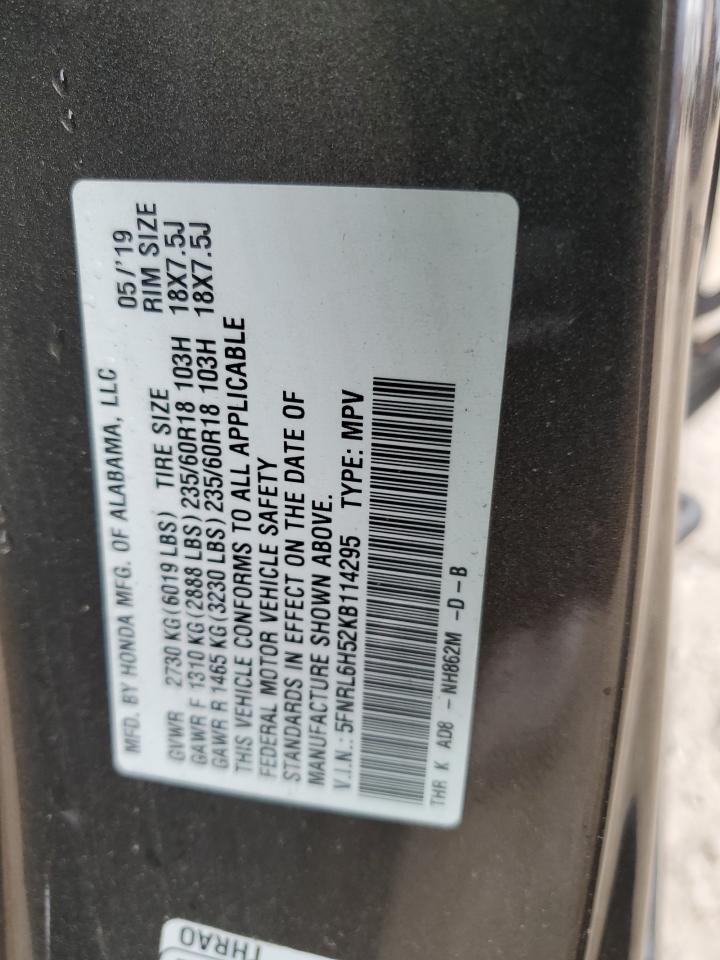 MFD. BY HONDA MFG. OF ALABAMA, LLC 05/'19
GVWR 2730 KG (6019 LBS) TIRE SIZE RIM SIZE
GAWR F 1310 KG (2888 LBS) 235/60R18 103H 18X7.5J
GAWR R 1465 KG (3230 LBS) 235/60R18 103H 18X7.5J
THIS VEHICLE CONFORMS TO ALL APPLICABLE
FEDERAL MOTOR VEHICLE SAFETY
STANDARDS IN EFFECT ON THE DATE OF
MANUFACTURE SHOWN ABOVE.
V.I.N.: 5FNRL6H52KB114295 TYPE: MPV
THR K AD8 - NH862M -D-B
THRAO